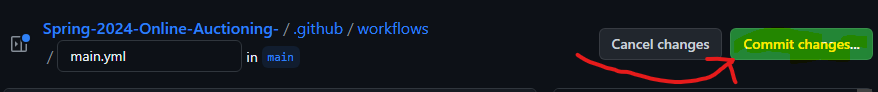 Spring-2024-Online-Auctioning- / .github / workflows
/ main.yml in main Cancel changes Commit changes...